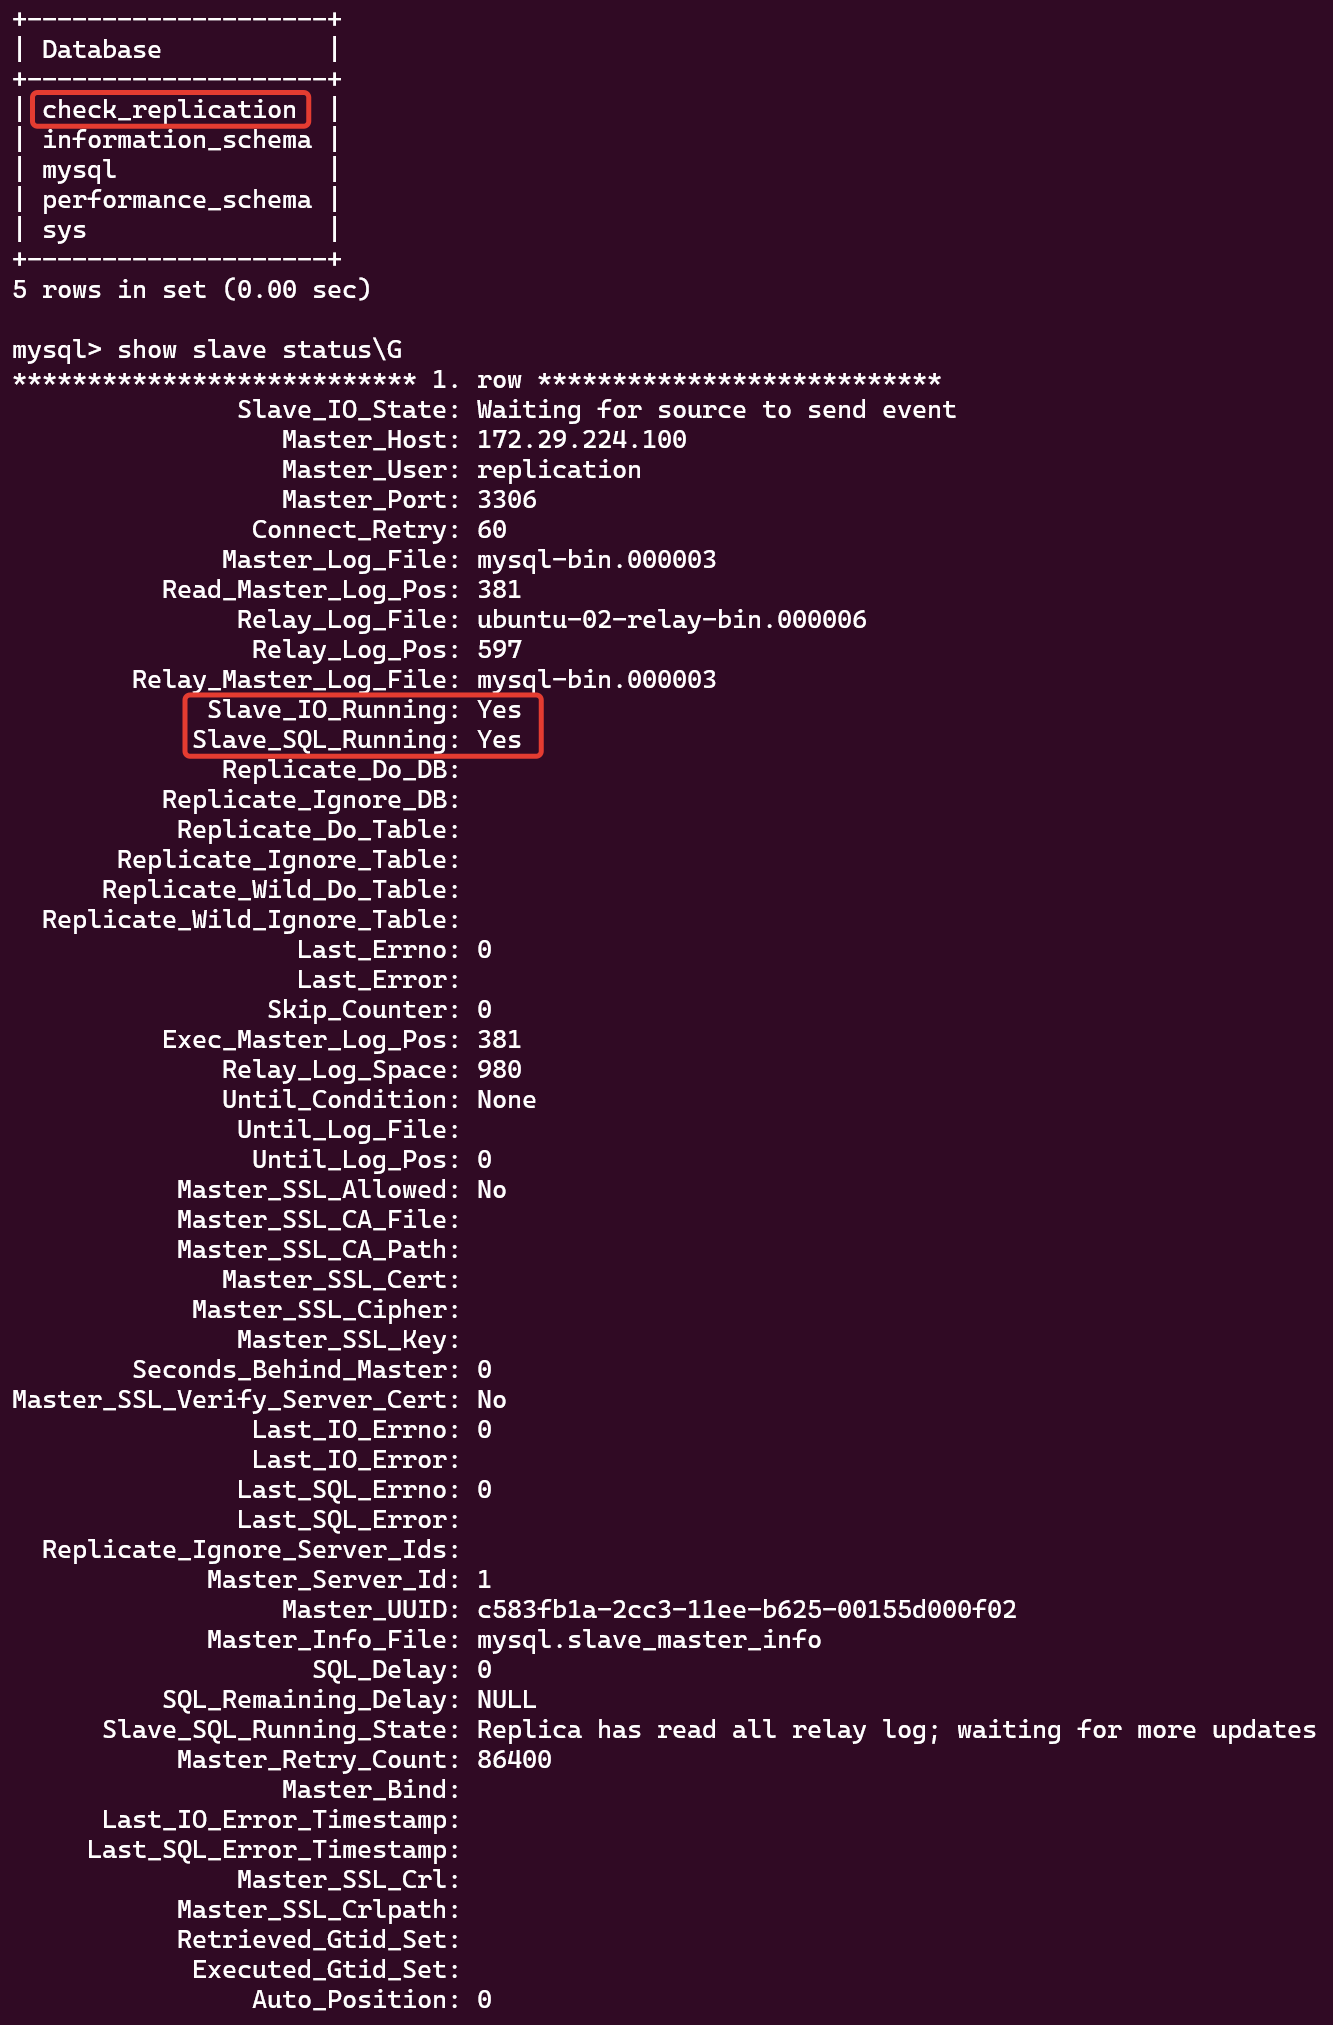 +--------------------+
| Database           |
+--------------------+
| check_replication  |
| information_schema |
| mysql              |
| performance_schema |
| sys                |
+--------------------+
5 rows in set (0.00 sec)

mysql> show slave status\G
*************************** 1. row ***************************
               Slave_IO_State: Waiting for source to send event
                  Master_Host: 172.29.224.100
                  Master_User: replication
                  Master_Port: 3306
                Connect_Retry: 60
              Master_Log_File: mysql-bin.000003
          Read_Master_Log_Pos: 381
               Relay_Log_File: ubuntu-02-relay-bin.000006
                Relay_Log_Pos: 597
        Relay_Master_Log_File: mysql-bin.000003
             Slave_IO_Running: Yes
            Slave_SQL_Running: Yes
              Replicate_Do_DB:
          Replicate_Ignore_DB:
           Replicate_Do_Table:
       Replicate_Ignore_Table:
      Replicate_Wild_Do_Table:
  Replicate_Wild_Ignore_Table:
                   Last_Errno: 0
                   Last_Error:
                 Skip_Counter: 0
          Exec_Master_Log_Pos: 381
              Relay_Log_Space: 980
              Until_Condition: None
               Until_Log_File:
                Until_Log_Pos: 0
           Master_SSL_Allowed: No
           Master_SSL_CA_File:
           Master_SSL_CA_Path:
              Master_SSL_Cert:
            Master_SSL_Cipher:
               Master_SSL_Key:
        Seconds_Behind_Master: 0
Master_SSL_Verify_Server_Cert: No
                Last_IO_Errno: 0
                Last_IO_Error:
               Last_SQL_Errno: 0
               Last_SQL_Error:
  Replicate_Ignore_Server_Ids:
             Master_Server_Id: 1
                  Master_UUID: c583fb1a-2cc3-11ee-b625-00155d000f02
             Master_Info_File: mysql.slave_master_info
                    SQL_Delay: 0
          SQL_Remaining_Delay: NULL
      Slave_SQL_Running_State: Replica has read all relay log; waiting for more updates
           Master_Retry_Count: 86400
                  Master_Bind:
      Last_IO_Error_Timestamp:
     Last_SQL_Error_Timestamp:
               Master_SSL_Crl:
           Master_SSL_Crlpath:
           Retrieved_Gtid_Set:
            Executed_Gtid_Set:
                Auto_Position: 0